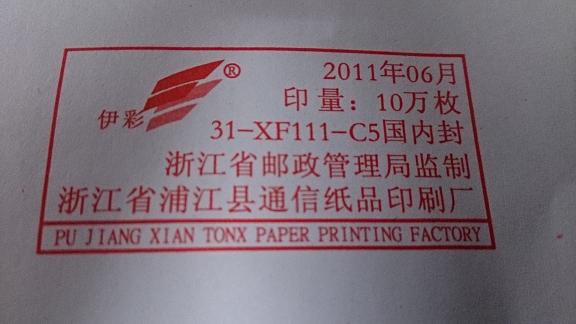 伊彩®
2011年06月
印量：10万枚
31-XF111-C5国内封
浙江省邮政管理局监制
浙江省浦江县通信纸品印刷厂
PU JIANG XIAN TONX PAPER PRINTING FACTORY